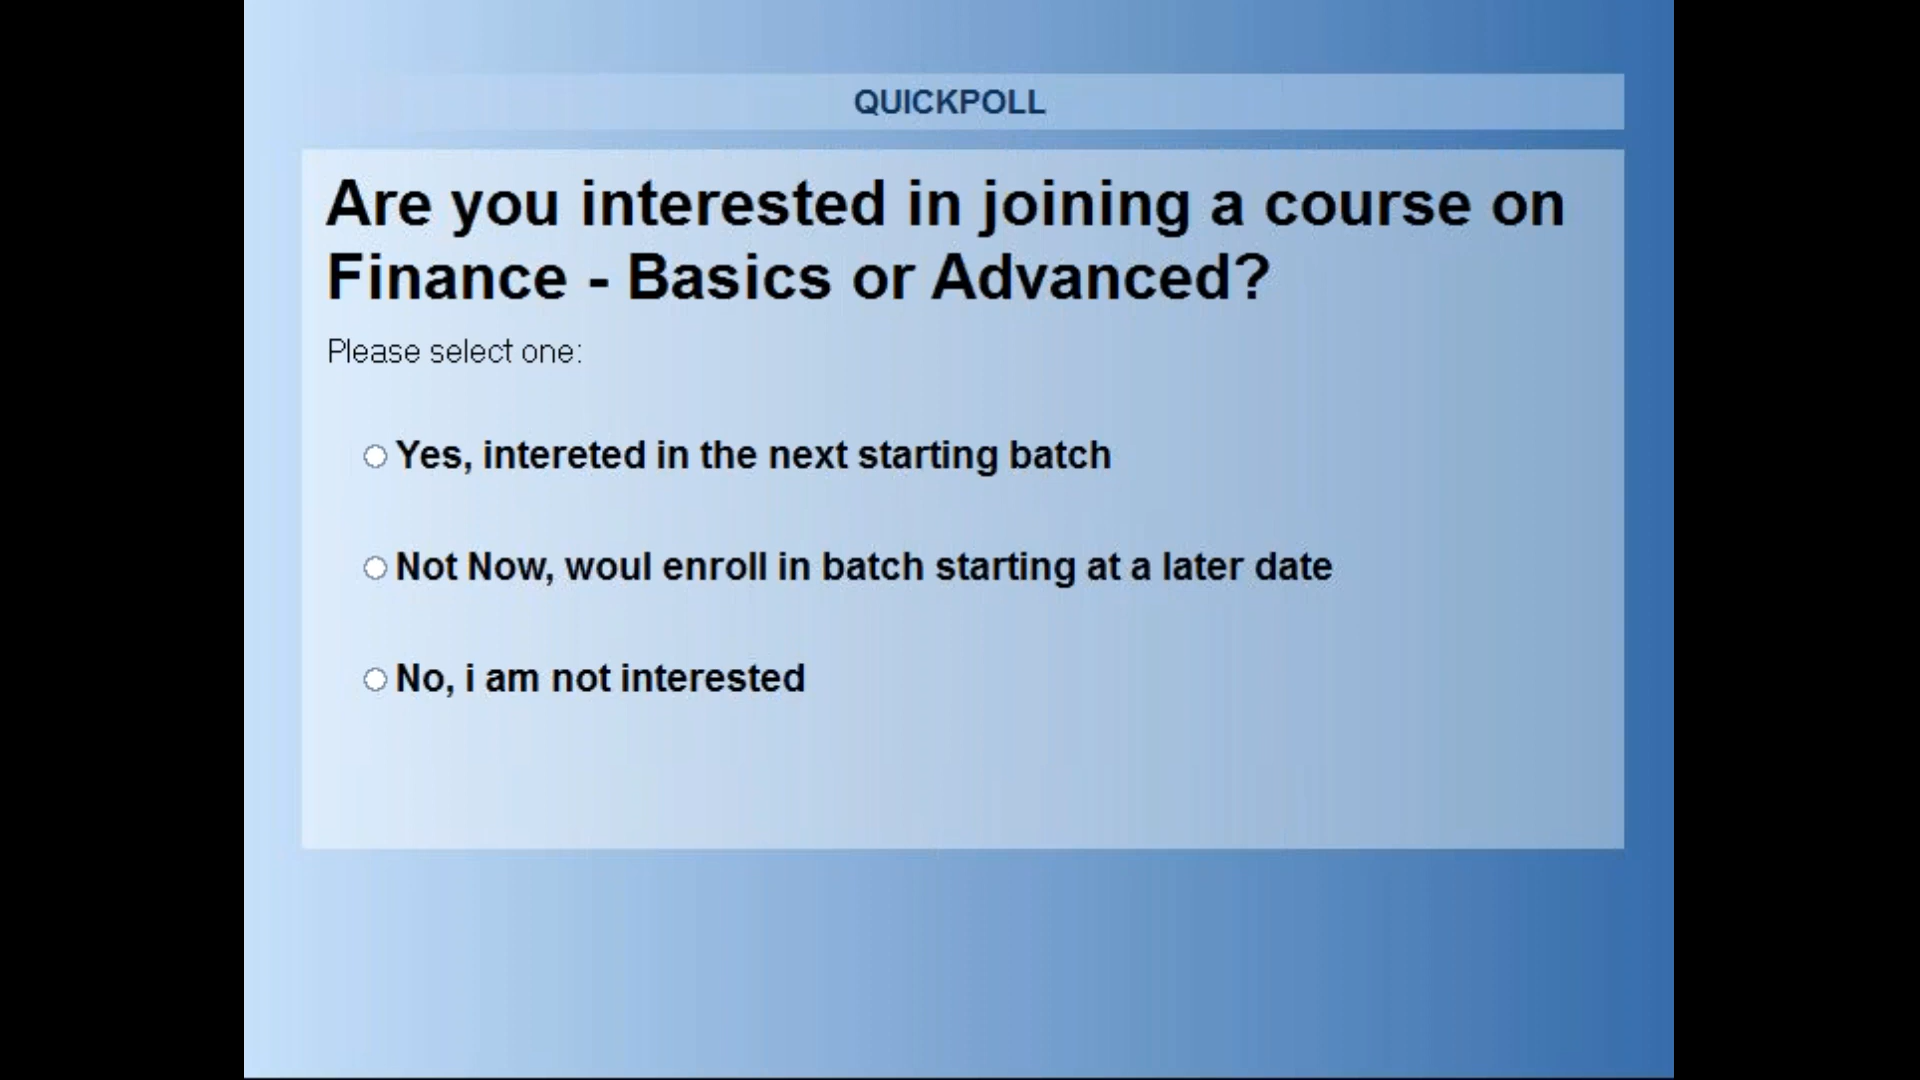 QUICKPOLL
Are you interested in joining a course on
Finance - Basics or Advanced?
Please select one:
Yes, intereted in the next starting batch
Not Now, woul enroll in batch starting at a later date
No, i am not interested